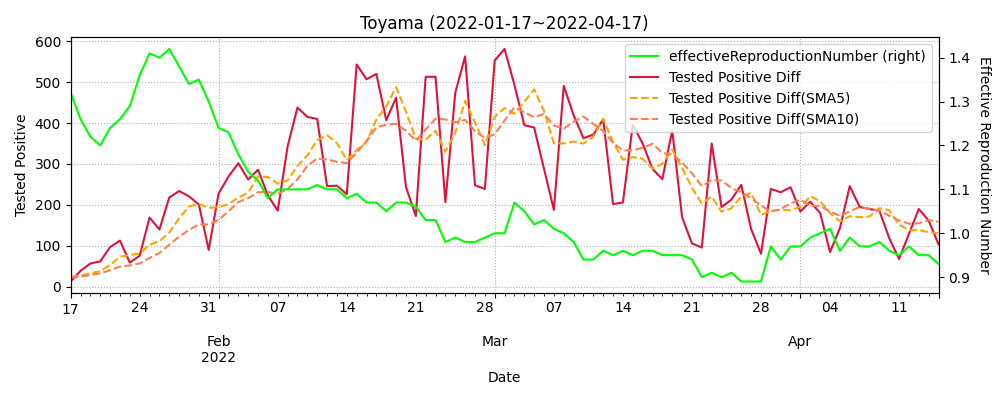 Toyama (2022-01-17~2022-04-17)
600
500
400
300
200
100
0
Tested Positive
effectiveReproductionNumber (right)
Tested Positive Diff
Tested Positive Diff(SMA5)
Tested Positive Diff(SMA10)
1.4
1.3
1.2
1.1
1.0
0.9
Effective Reproduction Number
17 24 31 07 14 21 28 07 14 21 28 04 11
Feb Mar Apr
2022
Date